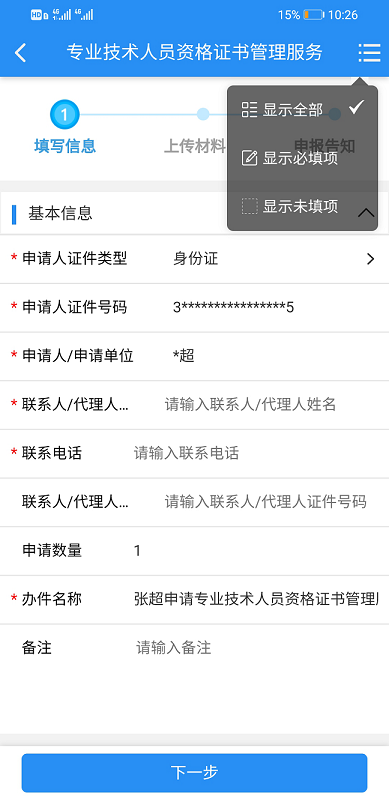 HD 4G 4G 15% 10:26
专业技术人员资格证书管理服务
显示全部
显示必填项
显示未填项
1
填写信息 上传材料 申报告知
基本信息
* 申请人证件类型 身份证
* 申请人证件号码 3****************5
* 申请人/申请单位 *超
* 联系人/代理人... 请输入联系人/代理人姓名
* 联系电话 请输入联系电话
联系人/代理人... 请输入联系人/代理人证件号码
申请数量 1
* 办件名称 张超申请专业技术人员资格证书管理
备注 请输入备注
下一步